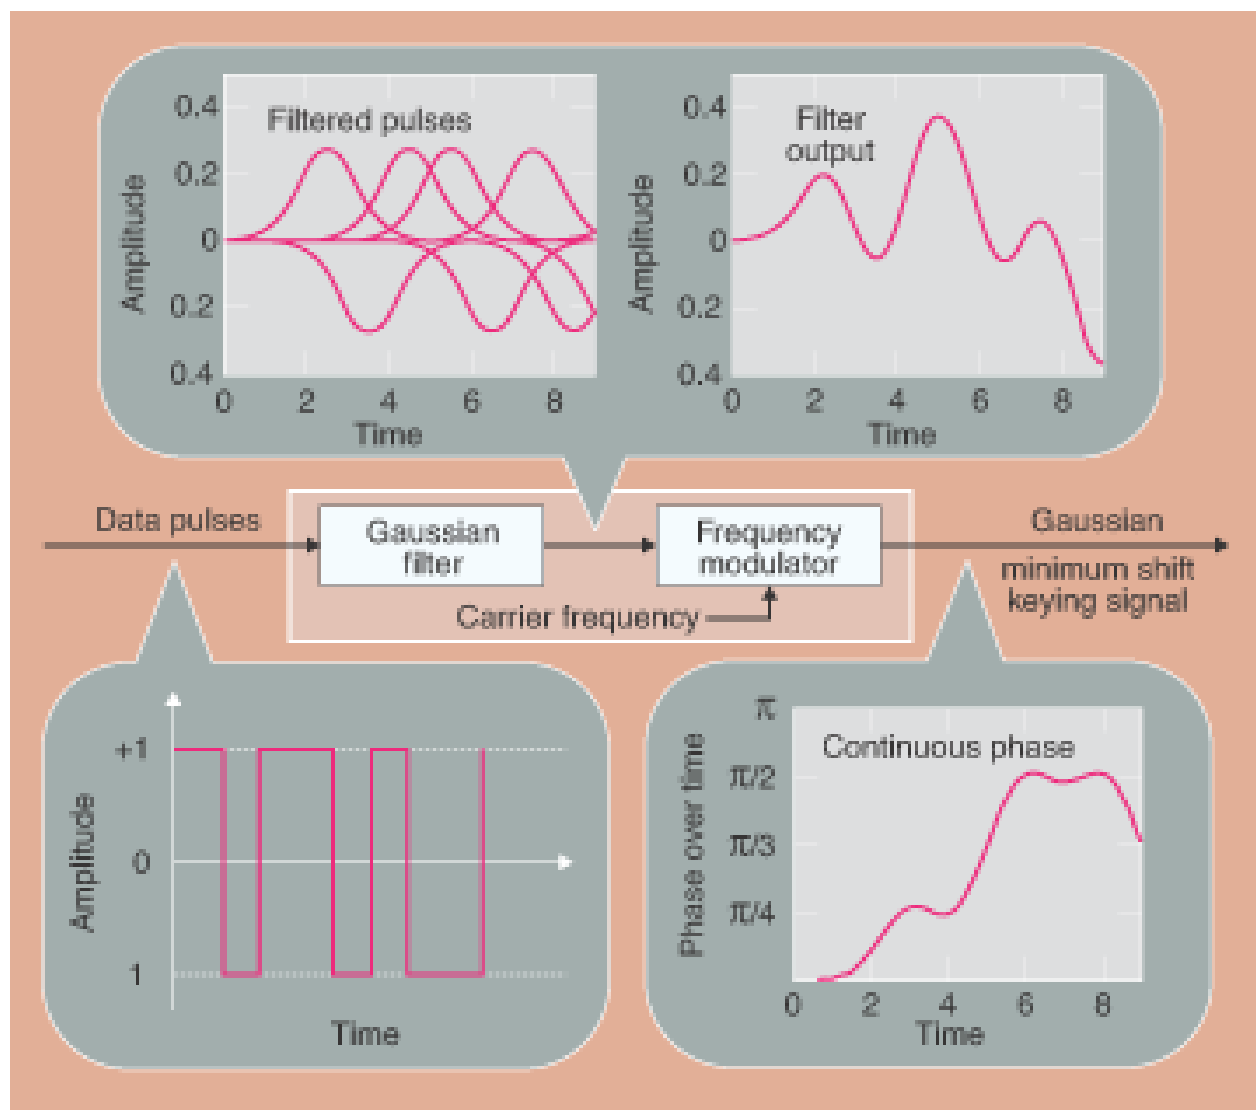 Filtered pulses
Amplitude
0.4
0.2
0
0.2
0.4
0 2 4 6 8
Time
Filter
output
Amplitude
0.4
0.2
0
0.2
0.4
0 2 4 6 8
Time
Data pulses
Gaussian
filter
Frequency
modulator
Carrier frequency
Gaussian
minimum shift
keying signal
Amplitude
+1
0
1
Time
Continuous phase
Phase over time
π
π/2
π/3
π/4
0 2 4 6 8
Time